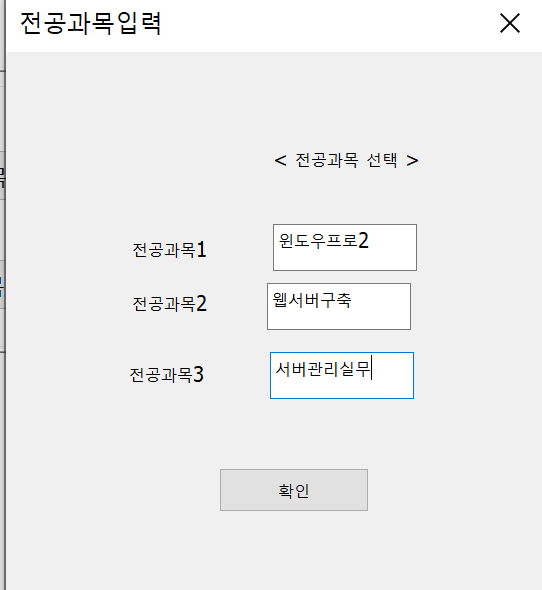 전공과목입력
< 전공과목 선택 >
전공과목1 윈도우프로2
전공과목2 웹서버구축
전공과목3 서버관리실무
확인